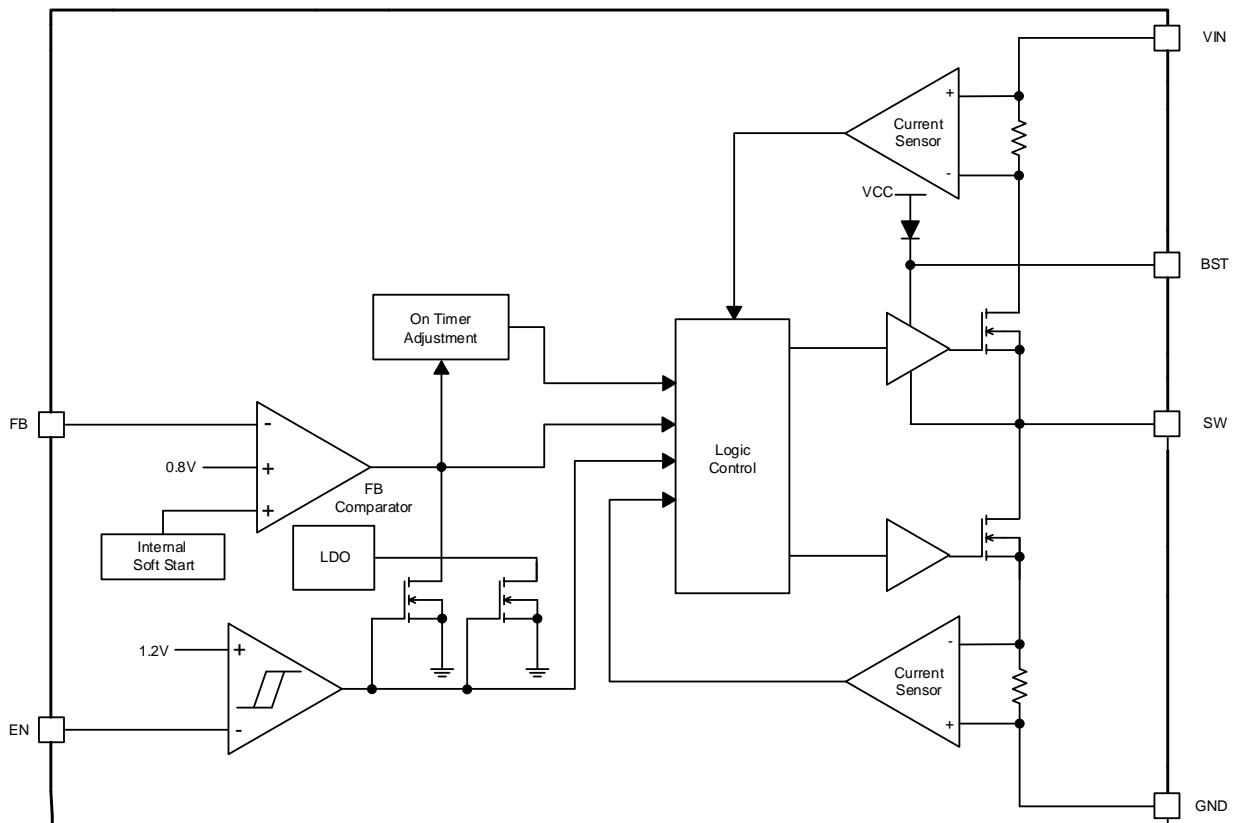 VIN
+
Current
Sensor
-
VCC
BST
On Timer
Adjustment
FB
-
0.8V
+
+
FB
Comparator
Logic
Control
SW
Internal
Soft Start
LDO
1.2V
+
-
EN
-
Current
Sensor
+
GND